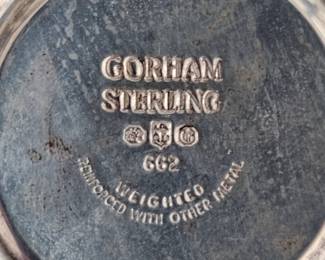 GORHAM
STERLING
662
WEIGHTED
REINFORCED WITH OTHER METAL